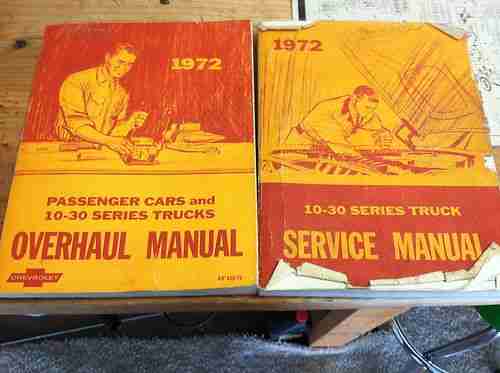 1972
PASSENGER CARS and
10-30 SERIES TRUCKS
OVERHAUL MANUAL
CHEVROLET
1972
10-30 SERIES TRUCK
SERVICE MANUAL